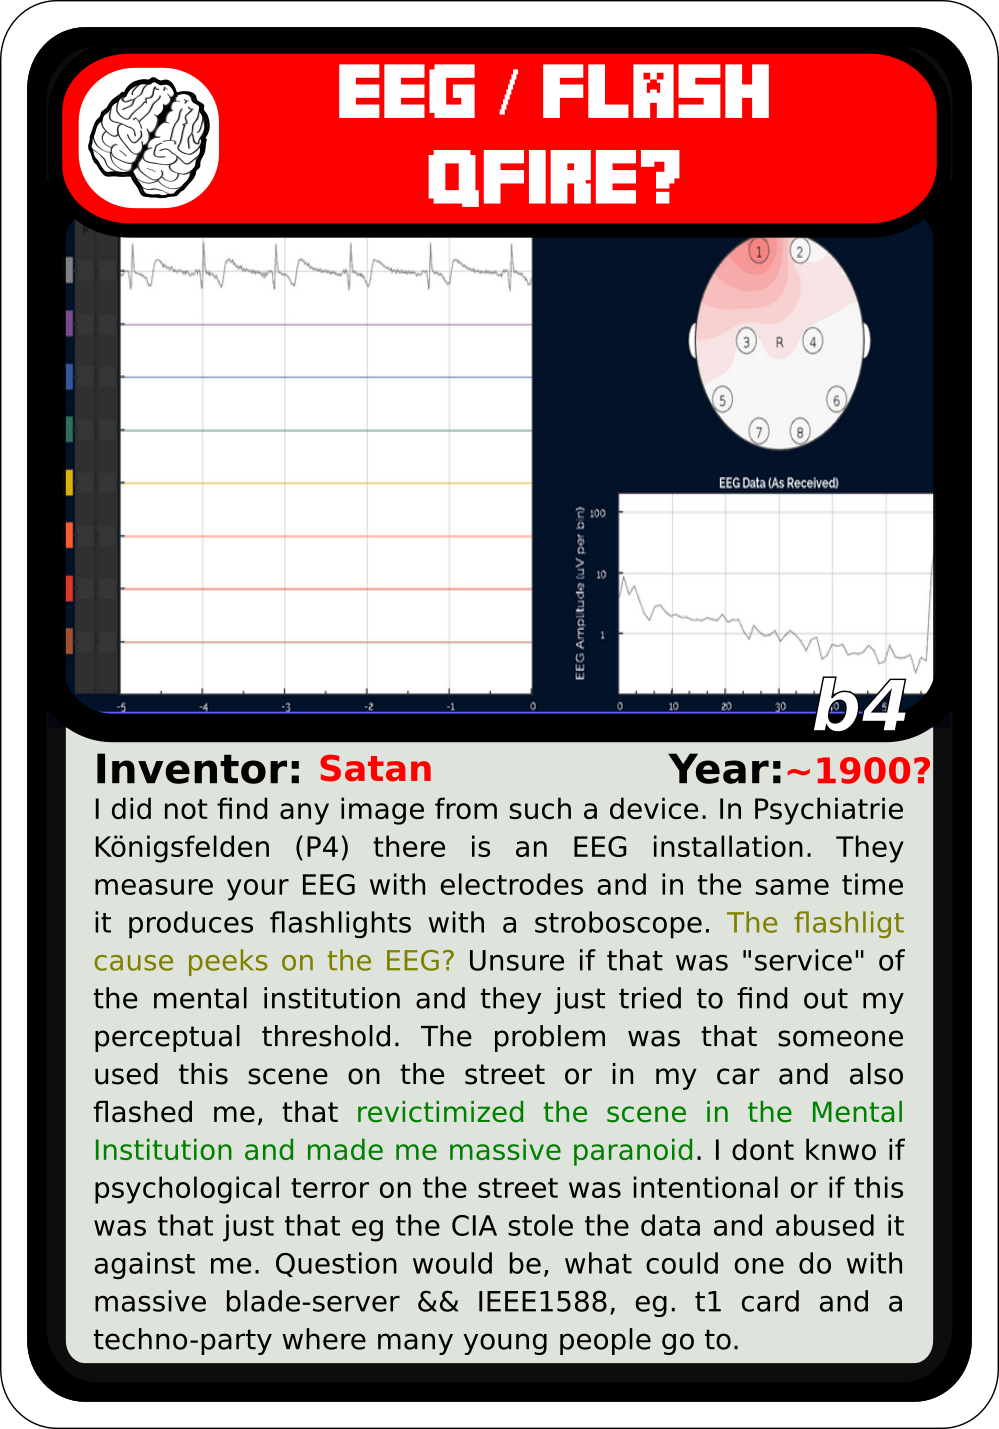 EEG / FLASH
QFIRE?
1
2
3
R
4
5
6
7
8
EEG Data (As Received)
EEG Amplitude (uV per bin)
100
10
1
-5
-4
-3
-2
-1
0
0
10
20
30
b4
Inventor: Satan
Year:~1900?
I did not find any image from such a device. In Psychiatrie
Königsfelden (P4) there is an EEG installation. They
measure your EEG with electrodes and in the same time
it produces flashlights with a stroboscope. The flashligt
cause peeks on the EEG? Unsure if that was "service" of
the mental institution and they just tried to find out my
perceptual threshold. The problem was that someone
used this scene on the street or in my car and also
flashed me, that revictimized the scene in the Mental
Institution and made me massive paranoid. I dont knwo if
psychological terror on the street was intentional or if this
was that just that eg the CIA stole the data and abused it
against me. Question would be, what could one do with
massive blade-server && IEEE1588, eg. t1 card and a
techno-party where many young people go to.